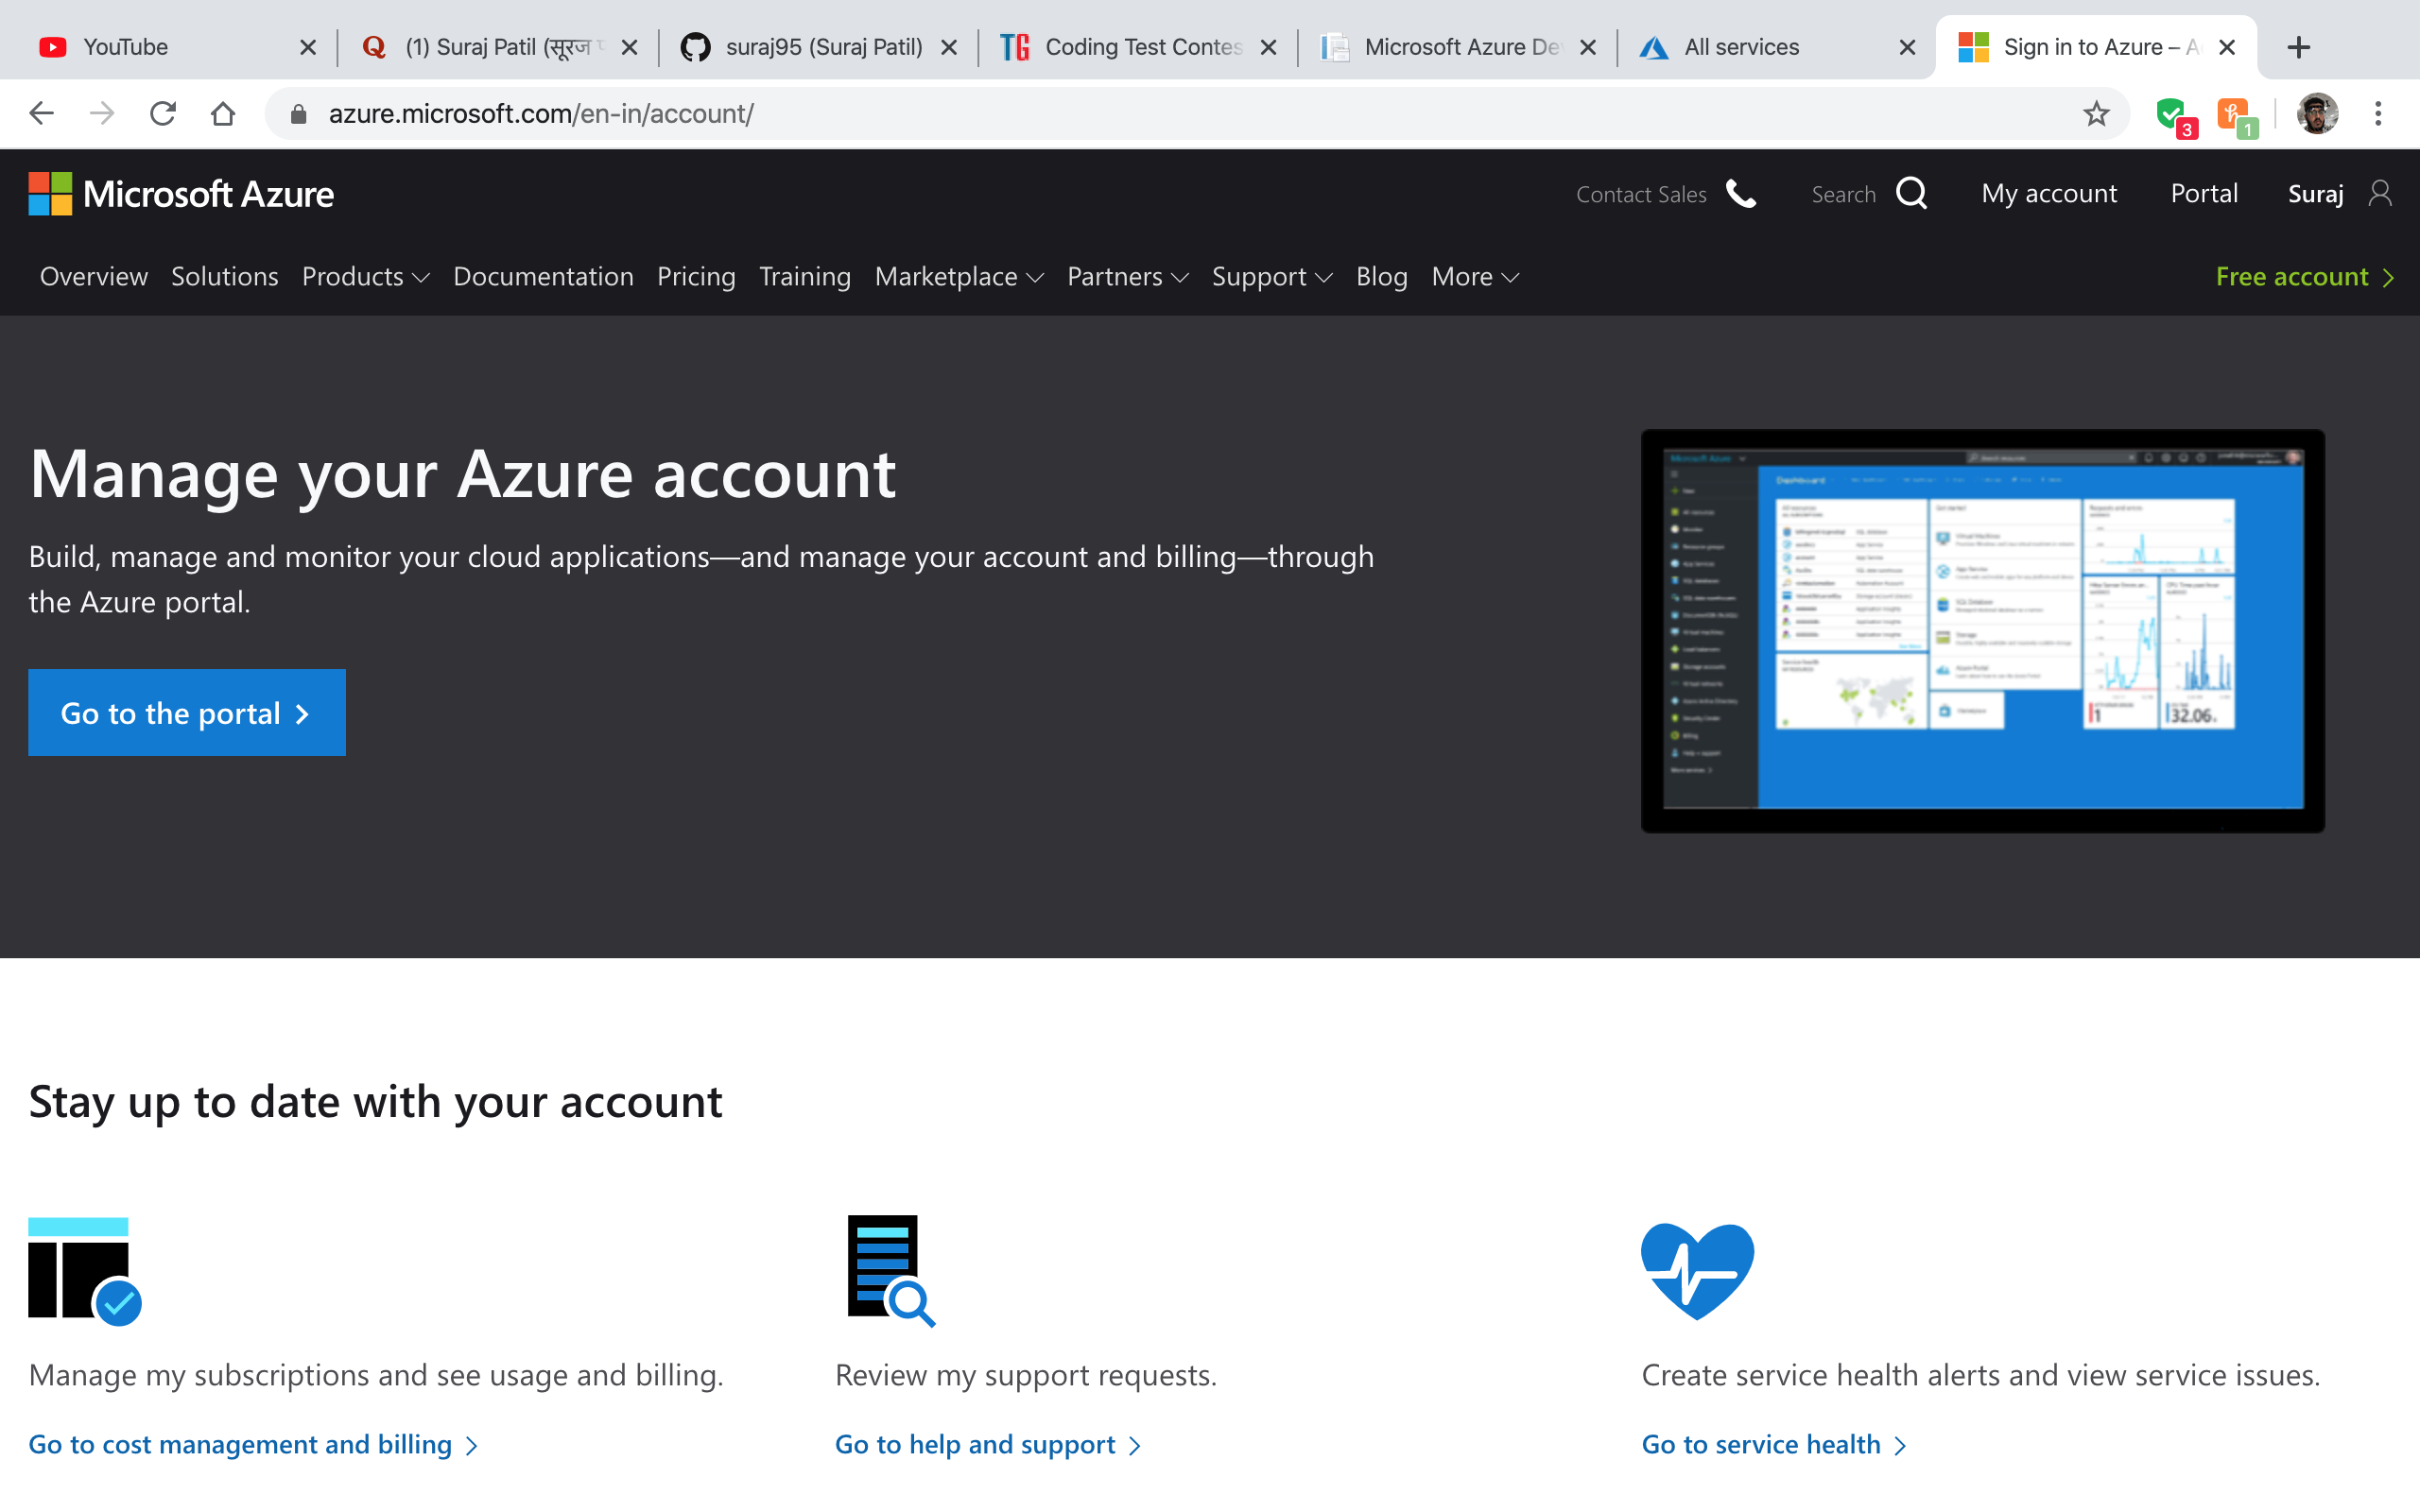 YouTube
(1) Suraj Patil (सूरज
suraj95 (Suraj Patil)
Coding Test Contes
Microsoft Azure De
All services
Sign in to Azure – A
azure.microsoft.com/en-in/account/
3
1
Microsoft Azure
Contact Sales
Search
My account
Portal
Suraj
Overview Solutions Products Documentation Pricing Training Marketplace Partners Support Blog More
Free account
Manage your Azure account
Build, manage and monitor your cloud applications—and manage your account and billing—through
the Azure portal.
Go to the portal
Microsoft Azure
Dashboard
1
32.06
Stay up to date with your account
Manage my subscriptions and see usage and billing.
Go to cost management and billing
Review my support requests.
Go to help and support
Create service health alerts and view service issues.
Go to service health